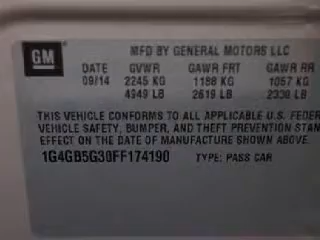 GM
MFD BY GENERAL MOTORS LLC
DATE GVWR GAWR FRT GAWR RR
09/14 2245 KG 1188 KG 1057 KG
4949 LB 2619 LB 2330 LB
THIS VEHICLE CONFORMS TO ALL APPLICABLE U.S. FEDER
VEHICLE SAFETY, BUMPER, AND THEFT PREVENTION STAN
EFFECT ON THE DATE OF MANUFACTURE SHOWN ABOVE.
1G4GB5G30FF174190 TYPE: PASS CAR